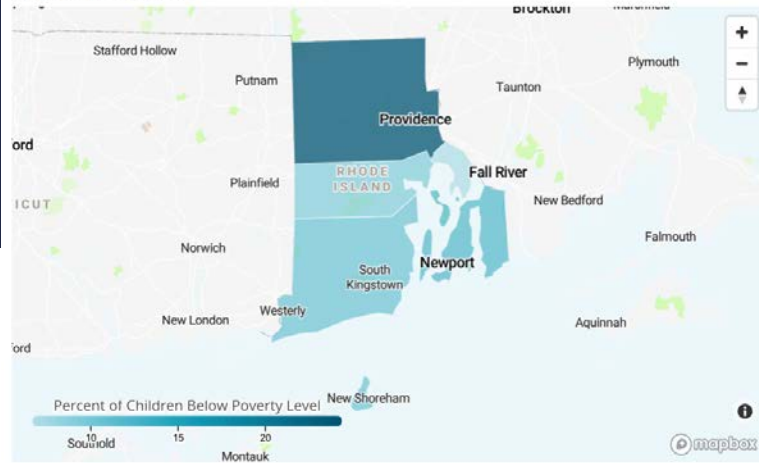 BROCKTON
Stafford Hollow
Plymouth
Putnam
Taunton
Providence
ford
RHODE
ISLAND
Fall River
Plainfield
ICUT
New Bedford
Norwich
Falmouth
Newport
South
Kingstown
Westerly
New London
Aquinnah
ford
New Shoreham
Percent of Children Below Poverty Level
10 15 20
Southold
Montauk
mapbox